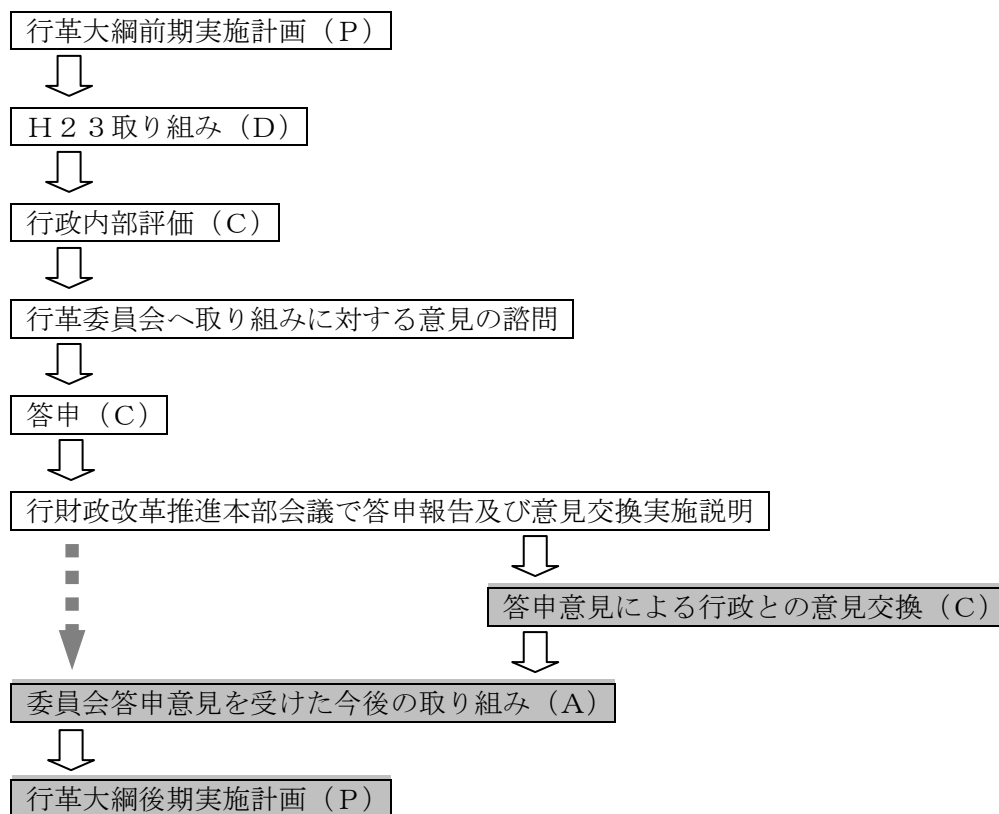 行革大綱前期実施計画（P）
Ｈ２３取り組み（D）
行政内部評価（C）
行革委員会へ取り組みに対する意見の諮問
答申（C）
行財政改革推進本部会議で答申報告及び意見交換実施説明
答申意見による行政との意見交換（C）
委員会答申意見を受けた今後の取り組み（A）
行革大綱後期実施計画（P）